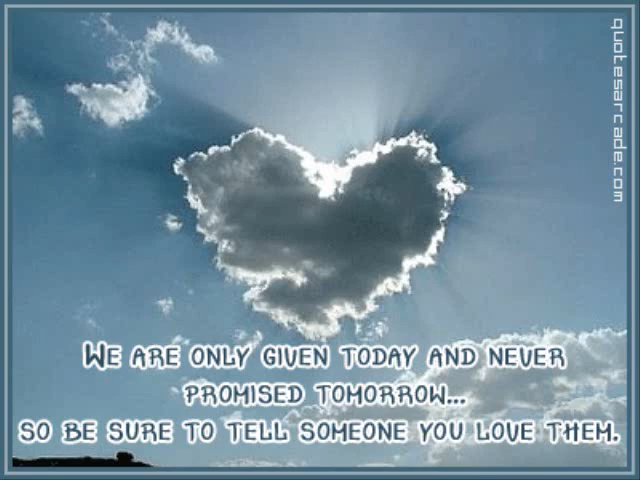 quotesarcade.com
We are only given today and never
promised tomorrow...
so be sure to tell someone you love them.